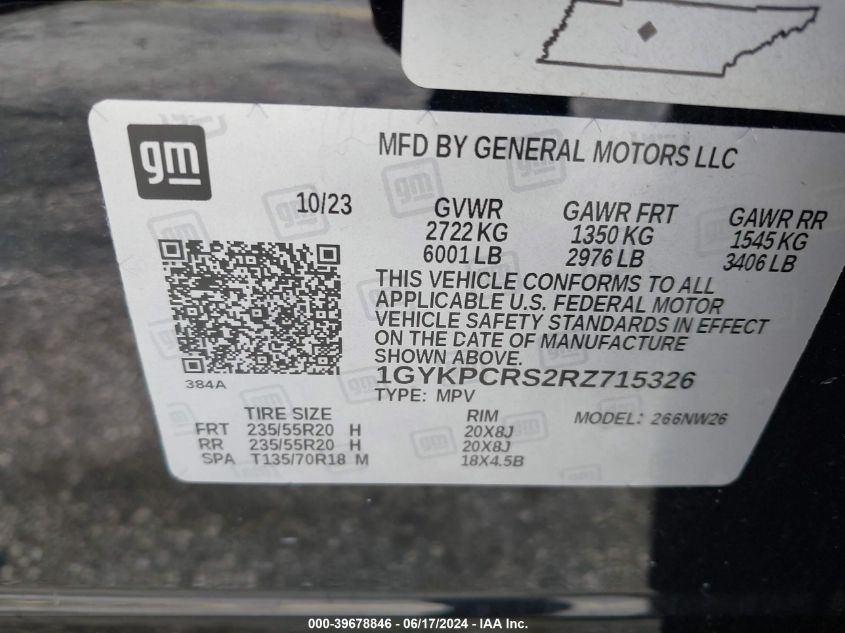 gm
MFD BY GENERAL MOTORS LLC
10/23 GVWR GAWR FRT GAWR RR
2722 KG 1350 KG 1545 KG
6001 LB 2976 LB 3406 LB
THIS VEHICLE CONFORMS TO ALL
APPLICABLE U.S. FEDERAL MOTOR
VEHICLE SAFETY STANDARDS IN EFFECT
ON THE DATE OF MANUFACTURE
SHOWN ABOVE.
384A
1GYKPCRS2RZ715326
TYPE: MPV
TIRE SIZE RIM MODEL: 266NW26
FRT 235/55R20 H 20X8J
RR 235/55R20 H 20X8J
SPA T135/70R18 M 18X4.5B
000-39678846 - 06/17/2024 - IAAI.com